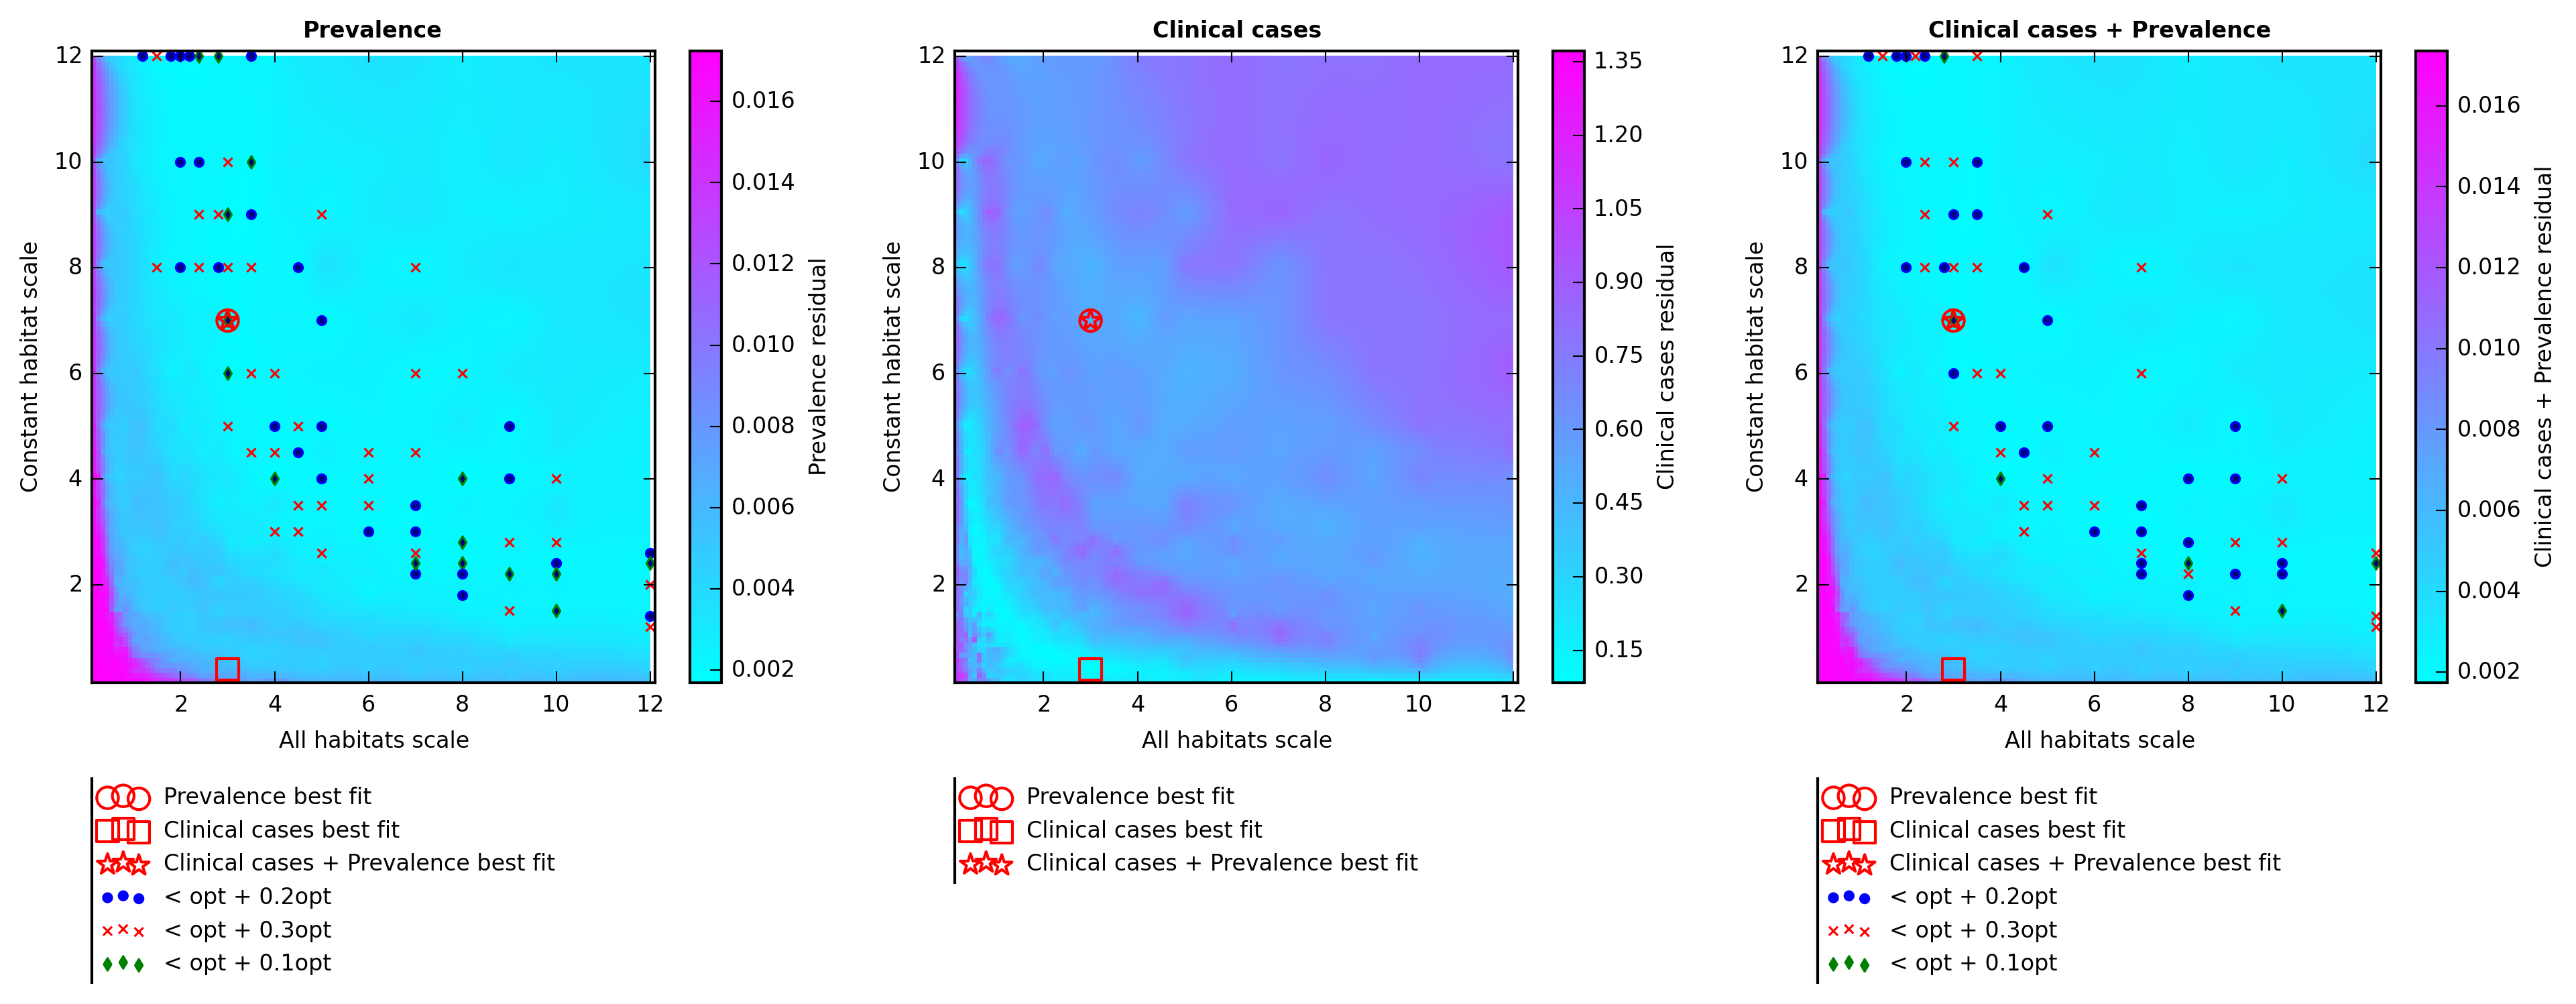 Prevalence
12
10
8
6
4
2
2 4 6 8 10 12
Constant habitat scale
All habitats scale
0.016
0.014
0.012
0.010
0.008
0.006
0.004
0.002
Prevalence residual
Prevalence best fit
Clinical cases best fit
Clinical cases + Prevalence best fit
< opt + 0.2opt
< opt + 0.3opt
< opt + 0.1opt
Clinical cases
12
10
8
6
4
2
2 4 6 8 10 12
Constant habitat scale
All habitats scale
1.35
1.20
1.05
0.90
0.75
0.60
0.45
0.30
0.15
Clinical cases residual
Prevalence best fit
Clinical cases best fit
Clinical cases + Prevalence best fit
Clinical cases + Prevalence
12
10
8
6
4
2
2 4 6 8 10 12
Constant habitat scale
All habitats scale
0.016
0.014
0.012
0.010
0.008
0.006
0.004
0.002
Clinical cases + Prevalence residual
Prevalence best fit
Clinical cases best fit
Clinical cases + Prevalence best fit
< opt + 0.2opt
< opt + 0.3opt
< opt + 0.1opt